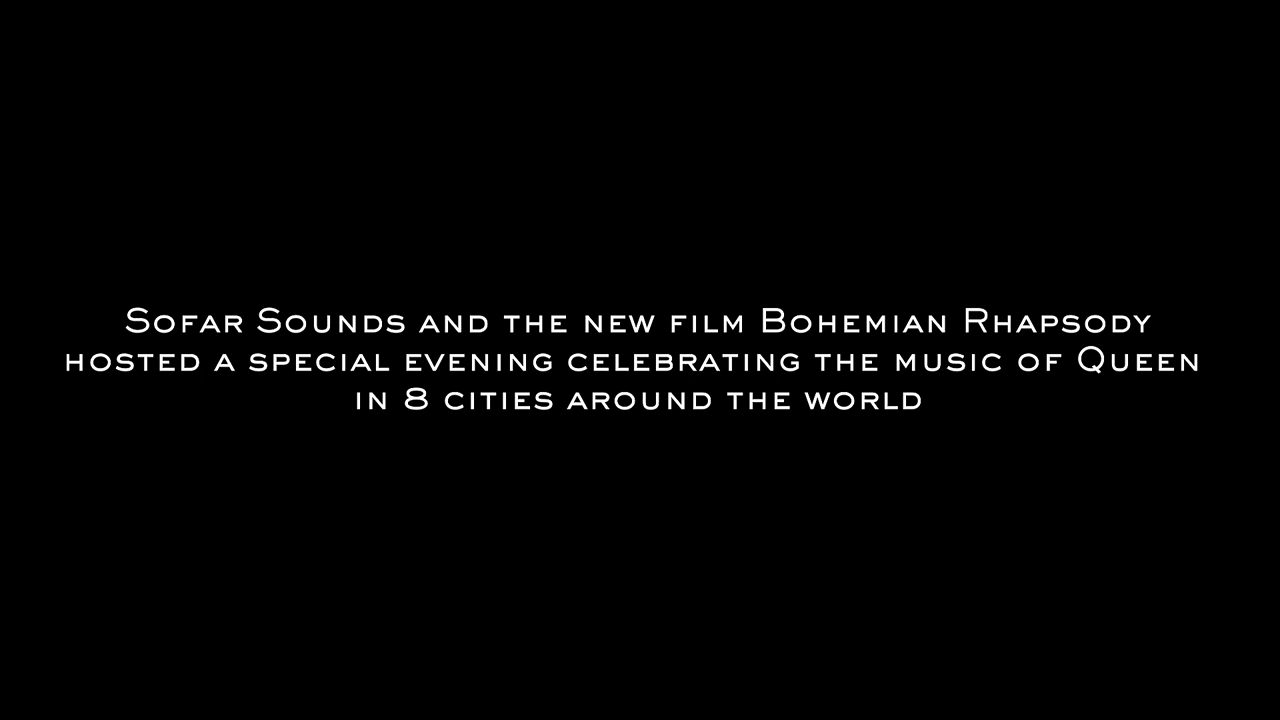 Sofar Sounds and the new film Bohemian Rhapsody
hosted a special evening celebrating the music of Queen
in 8 cities around the world